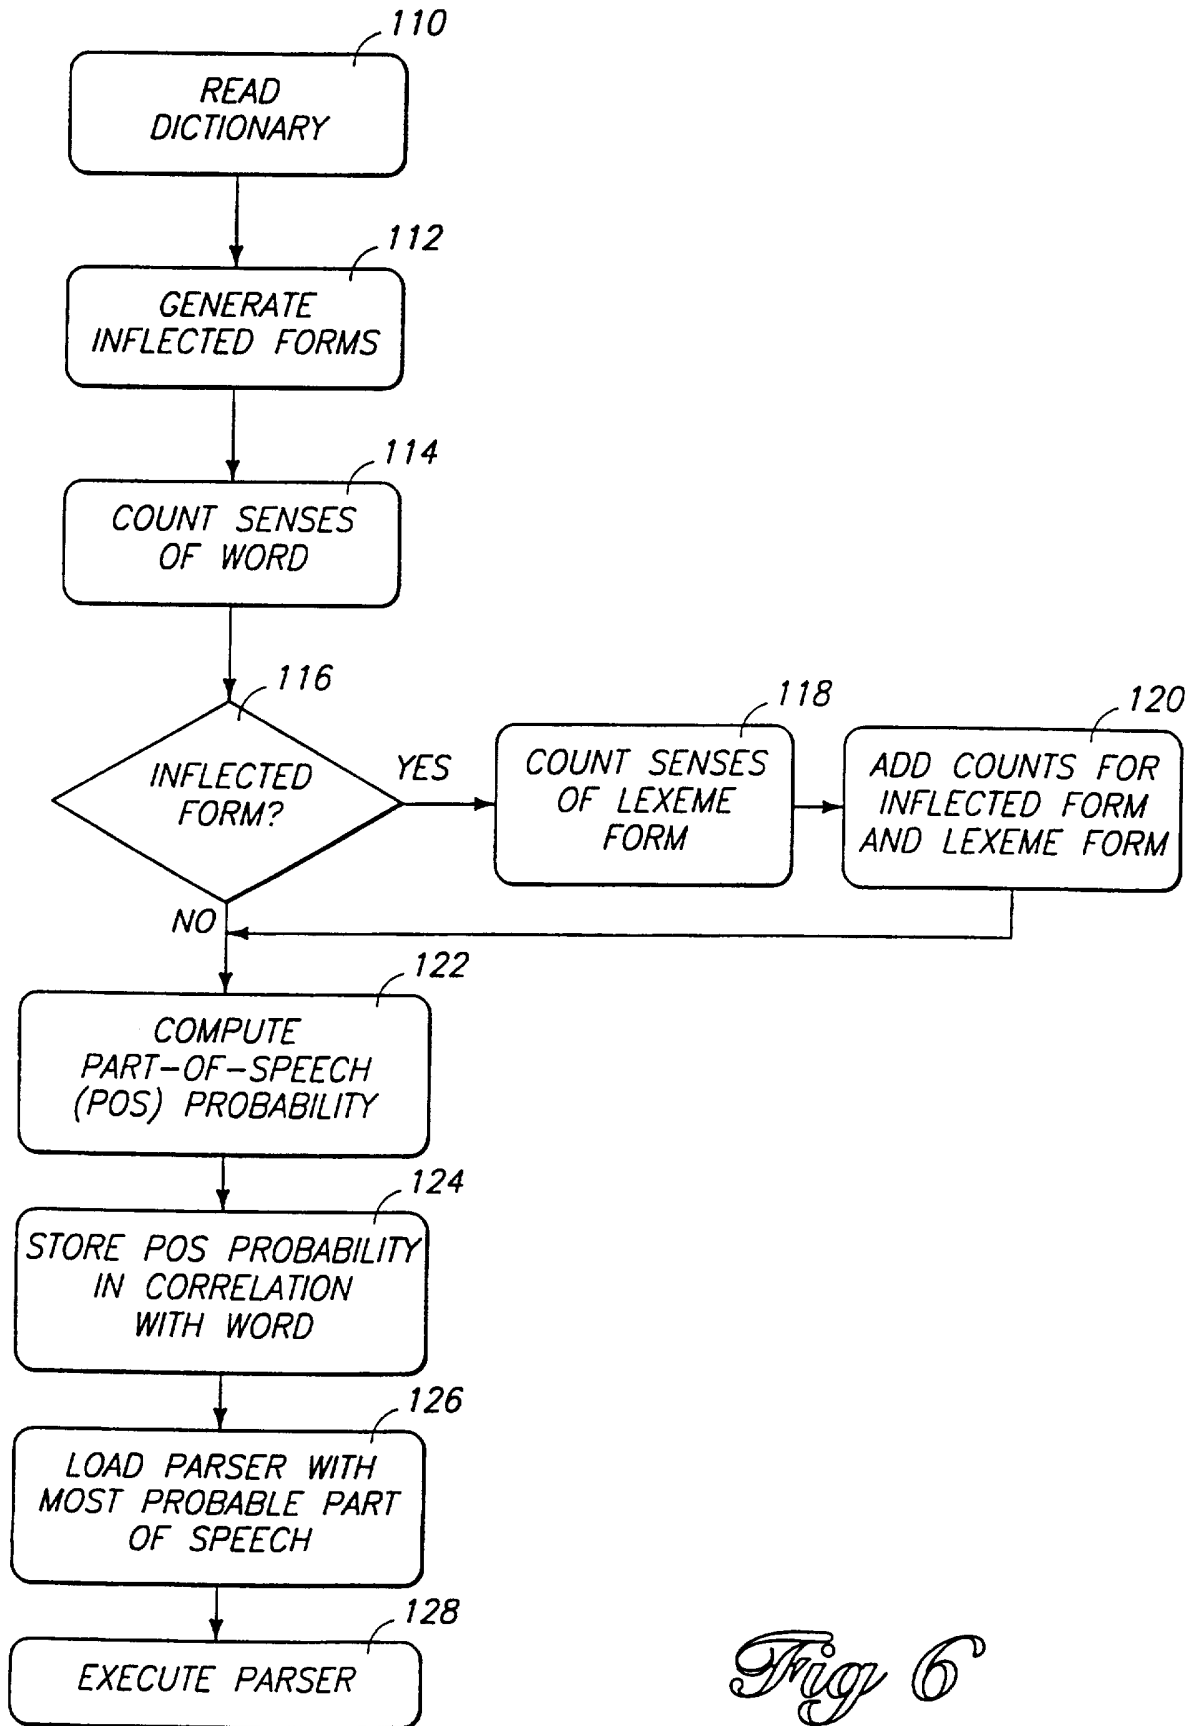 110
READ
DICTIONARY
112
GENERATE
INFLECTED FORMS
114
COUNT SENSES
OF WORD
116
INFLECTED
FORM?
YES
118
COUNT SENSES
OF LEXEME
FORM
120
ADD COUNTS FOR
INFLECTED FORM
AND LEXEME FORM
NO
122
COMPUTE
PART-OF-SPEECH
(POS) PROBABILITY
124
STORE POS PROBABILITY
IN CORRELATION
WITH WORD
126
LOAD PARSER WITH
MOST PROBABLE PART
OF SPEECH
128
EXECUTE PARSER
Fig 6